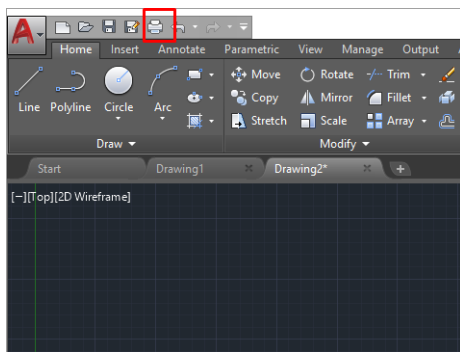 A
Home Insert Annotate Parametric View Manage Output
Move Rotate Trim
Copy Mirror Fillet
Line Polyline Circle Arc
Stretch Scale Array
Draw Modify
Start Drawing1 Drawing2*
[−][Top][2D Wireframe]